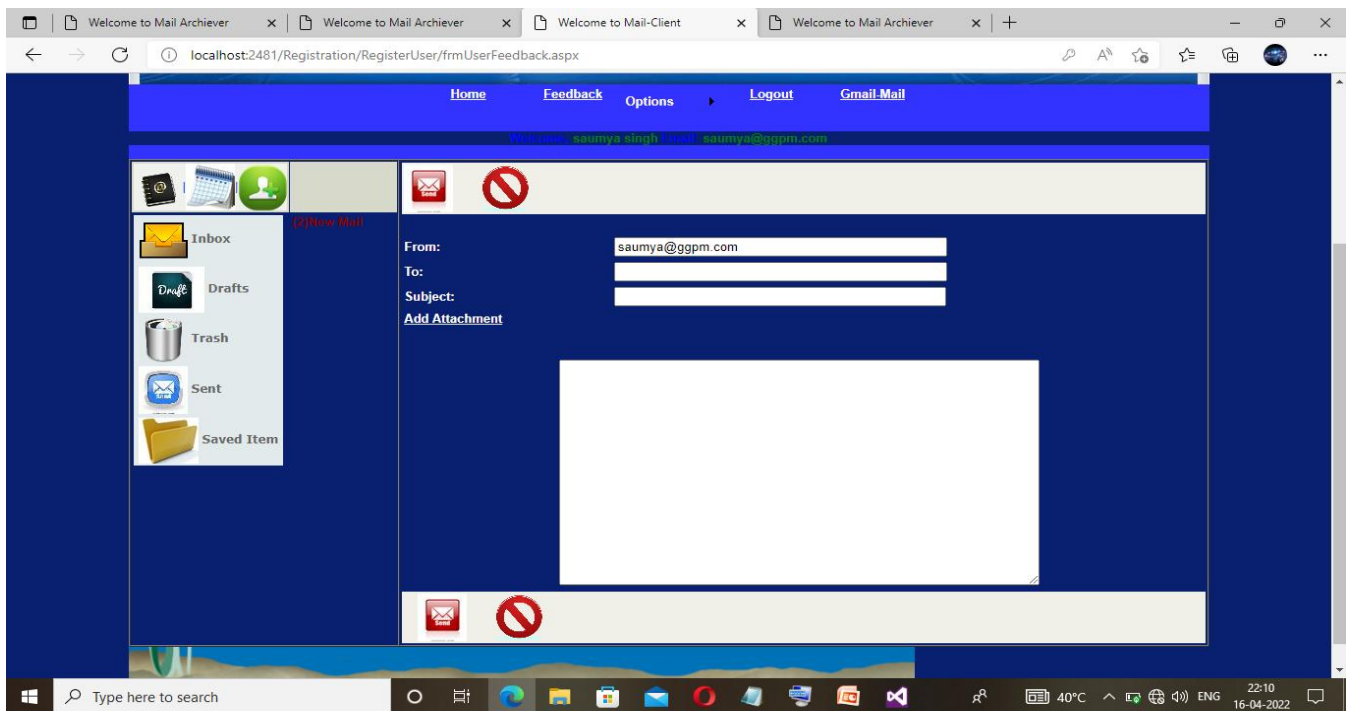 Welcome to Mail Archiever Welcome to Mail Archiever Welcome to Mail-Client Welcome to Mail Archiever
localhost:2481/Registration/RegisterUser/frmUserFeedback.aspx
Home Feedback Options Logout Gmail-Mail
saumya singh saumya@ggpm.com
(2)New Mail
Inbox
Draft Drafts
Trash
Sent
Saved Item
Send
From: saumya@ggpm.com
To:
Subject:
Add Attachment
Send
Type here to search 40°C ENG 22:10
16-04-2022